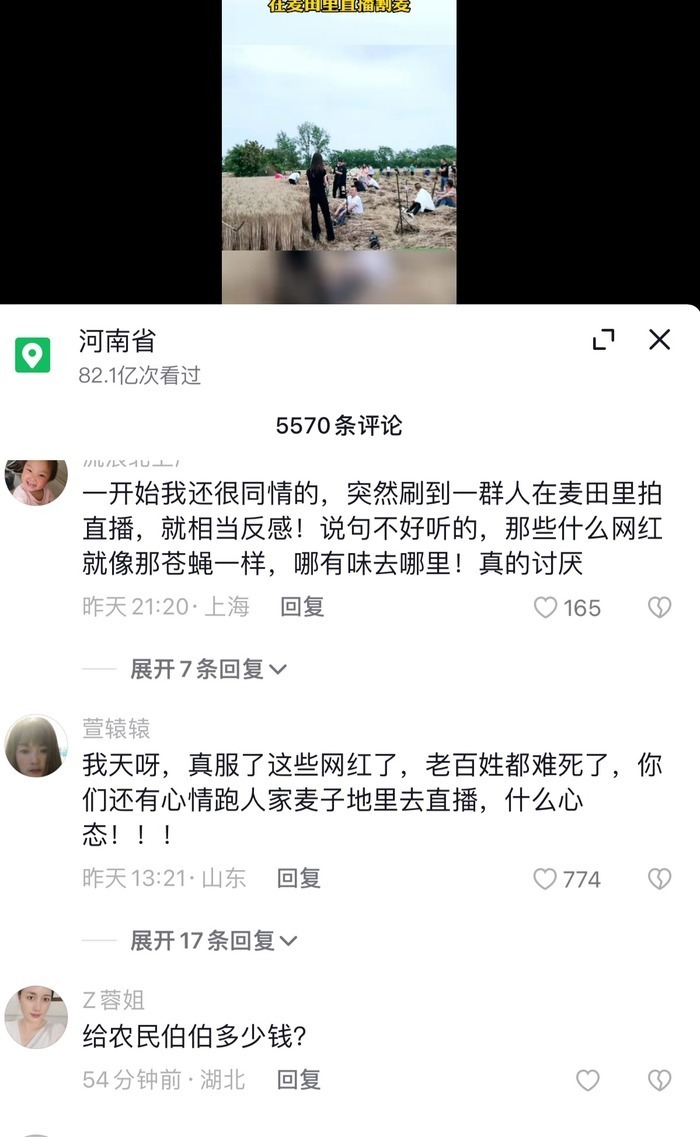 在麦田里直播割麦
河南省
82.1亿次看过
5570条评论
一开始我还很同情的，突然刷到一群人在麦田里拍
直播，就相当反感！说句不好听的，那些什么网红
就像那苍蝇一样，哪有味去哪里！真的讨厌
昨天21:20·上海 回复 165
展开7条回复
萱辕辕
我天呀，真服了这些网红了，老百姓都难死了，你
们还有心情跑人家麦子地里去直播，什么心
态！！！
昨天13:21·山东 回复 774
展开17条回复
Z蓉姐
给农民伯伯多少钱?
54分钟前·湖北 回复